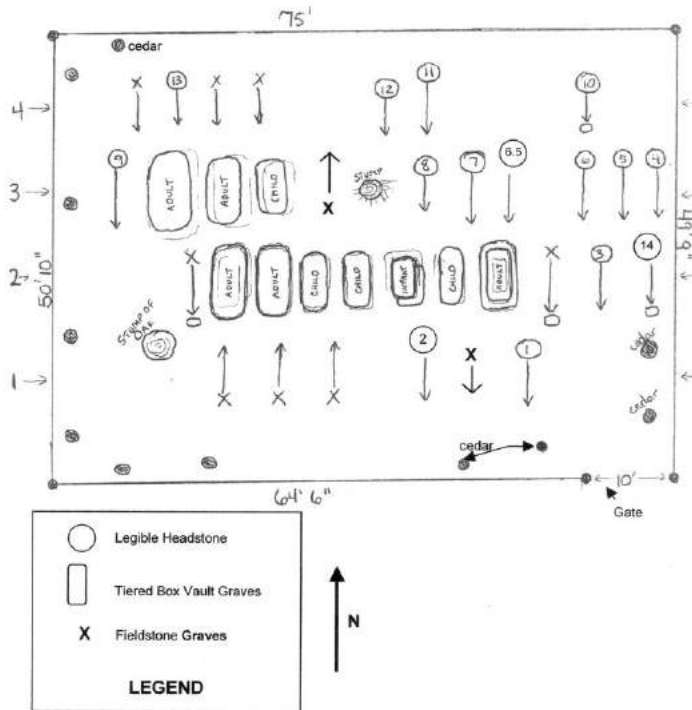 75'
cedar
X 13 X X 12 11 10
4
9 ADULT ADULT CHILD X STUMP 8 7 6.5 6 5 4
3
49'6"
50'10"
2
X ADULT ADULT CHILD CHILD INFANT CHILD ADULT X 3 14
STUMP OF OAK
cedar
1
X X X 2 X 1
cedar
cedar
64' 6"
10'
Gate
Legible Headstone
Tiered Box Vault Graves
X Fieldstone Graves
LEGEND
N